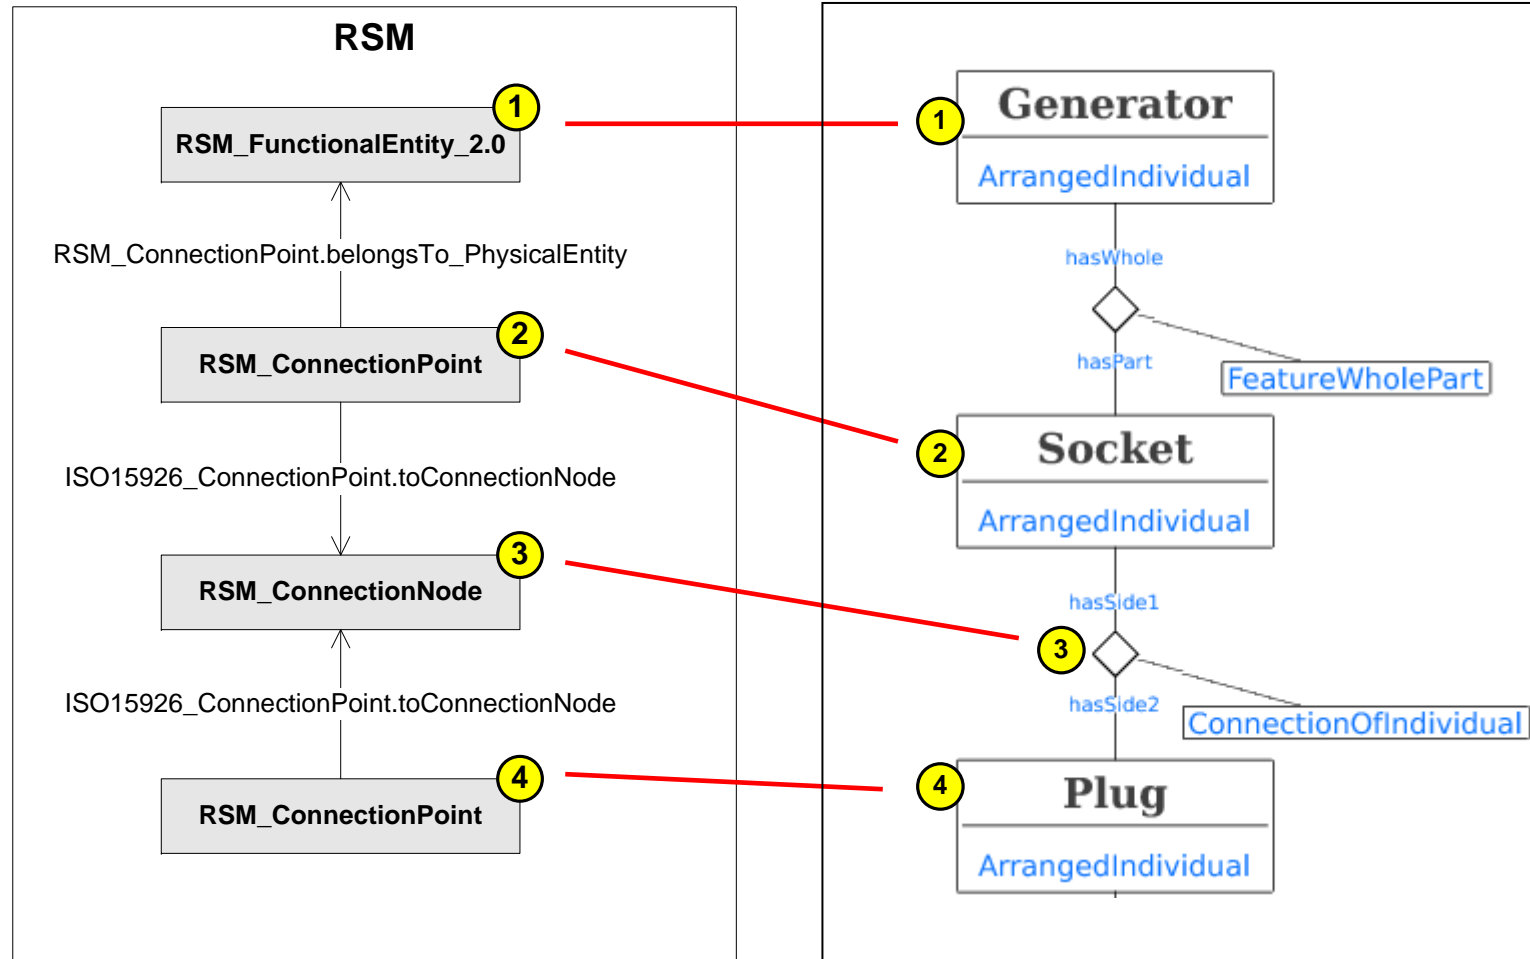 RSM
1
RSM_FunctionalEntity_2.0
RSM_ConnectionPoint.belongsTo_PhysicalEntity
2
RSM_ConnectionPoint
ISO15926_ConnectionPoint.toConnectionNode
3
RSM_ConnectionNode
ISO15926_ConnectionPoint.toConnectionNode
4
RSM_ConnectionPoint
1
Generator
ArrangedIndividual
hasWhole
hasPart
FeatureWholePart
2
Socket
ArrangedIndividual
hasSide1
3
hasSide2
ConnectionOfIndividual
4
Plug
ArrangedIndividual